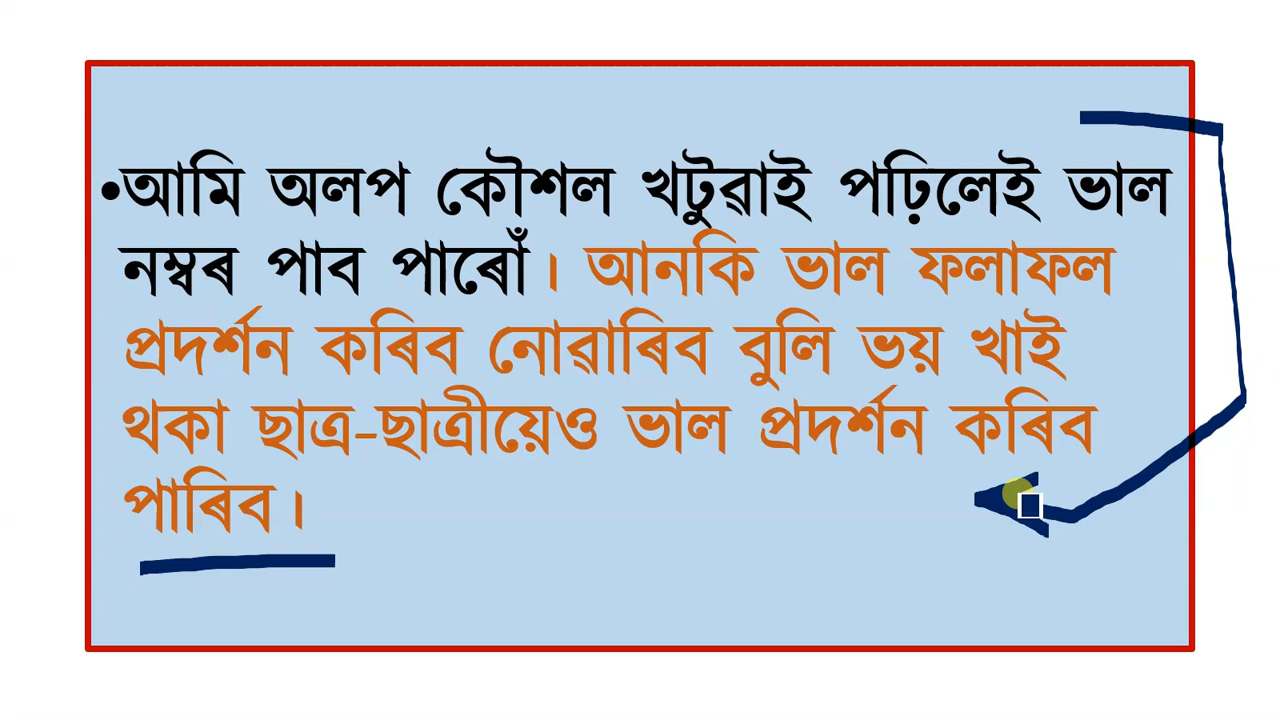 •আমি অলপ কৌশল খটুৱাই পঢ়িলেই ভাল
নম্বৰ পাব পাৰোঁ। আনকি ভাল ফলাফল
প্ৰদৰ্শন কৰিব নোৱাৰিব বুলি ভয় খাই
থকা ছাত্ৰ-ছাত্ৰীয়েও ভাল প্ৰদৰ্শন কৰিব
পাৰিব।